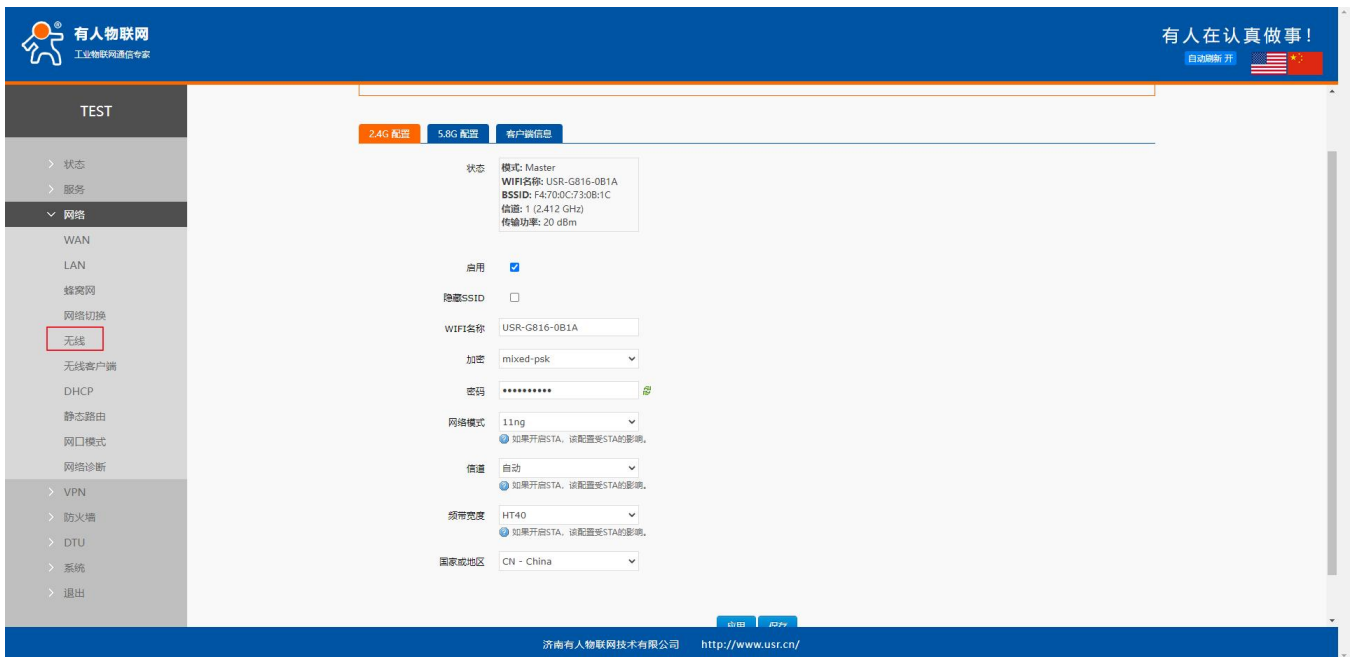 有人物联网
工业物联网通信专家
有人在认真做事！
自动刷新 开
TEST
状态
服务
网络
WAN
LAN
蜂窝网
网络切换
无线
无线客户端
DHCP
静态路由
网口模式
网络诊断
VPN
防火墙
DTU
系统
退出
2.4G 配置 5.8G 配置 客户端信息
状态 模式: Master
WIFI名称: USR-G816-0B1A
BSSID: F4:70:0C:73:0B:1C
信道: 1 (2.412 GHz)
传输功率: 20 dBm
启用
隐藏SSID
WIFI名称 USR-G816-0B1A
加密 mixed-psk
密码 ••••••••••
网络模式 11ng
如果开启STA，该配置受STA的影响。
信道 自动
如果开启STA，该配置受STA的影响。
频带宽度 HT40
如果开启STA，该配置受STA的影响。
国家或地区 CN - China
应用 保存
济南有人物联网技术有限公司 http://www.usr.cn/